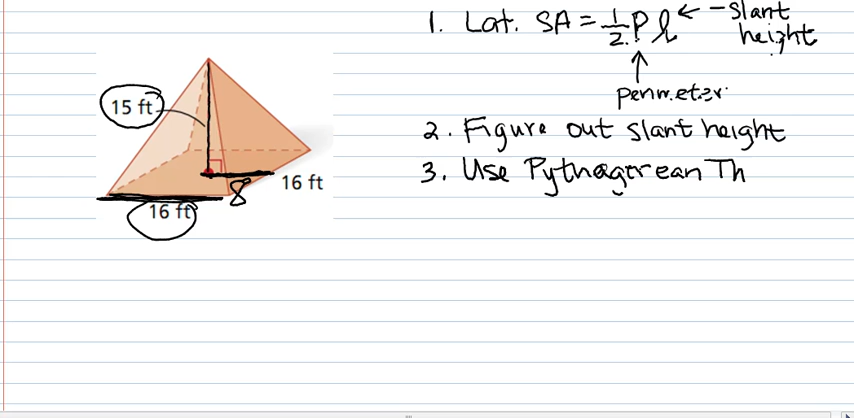 1. Lat. SA = 1/2 P l ← - slant height
↑
perimeter
2. Figure out slant height
3. Use Pythagorean Th
15 ft
8
16 ft
16 ft